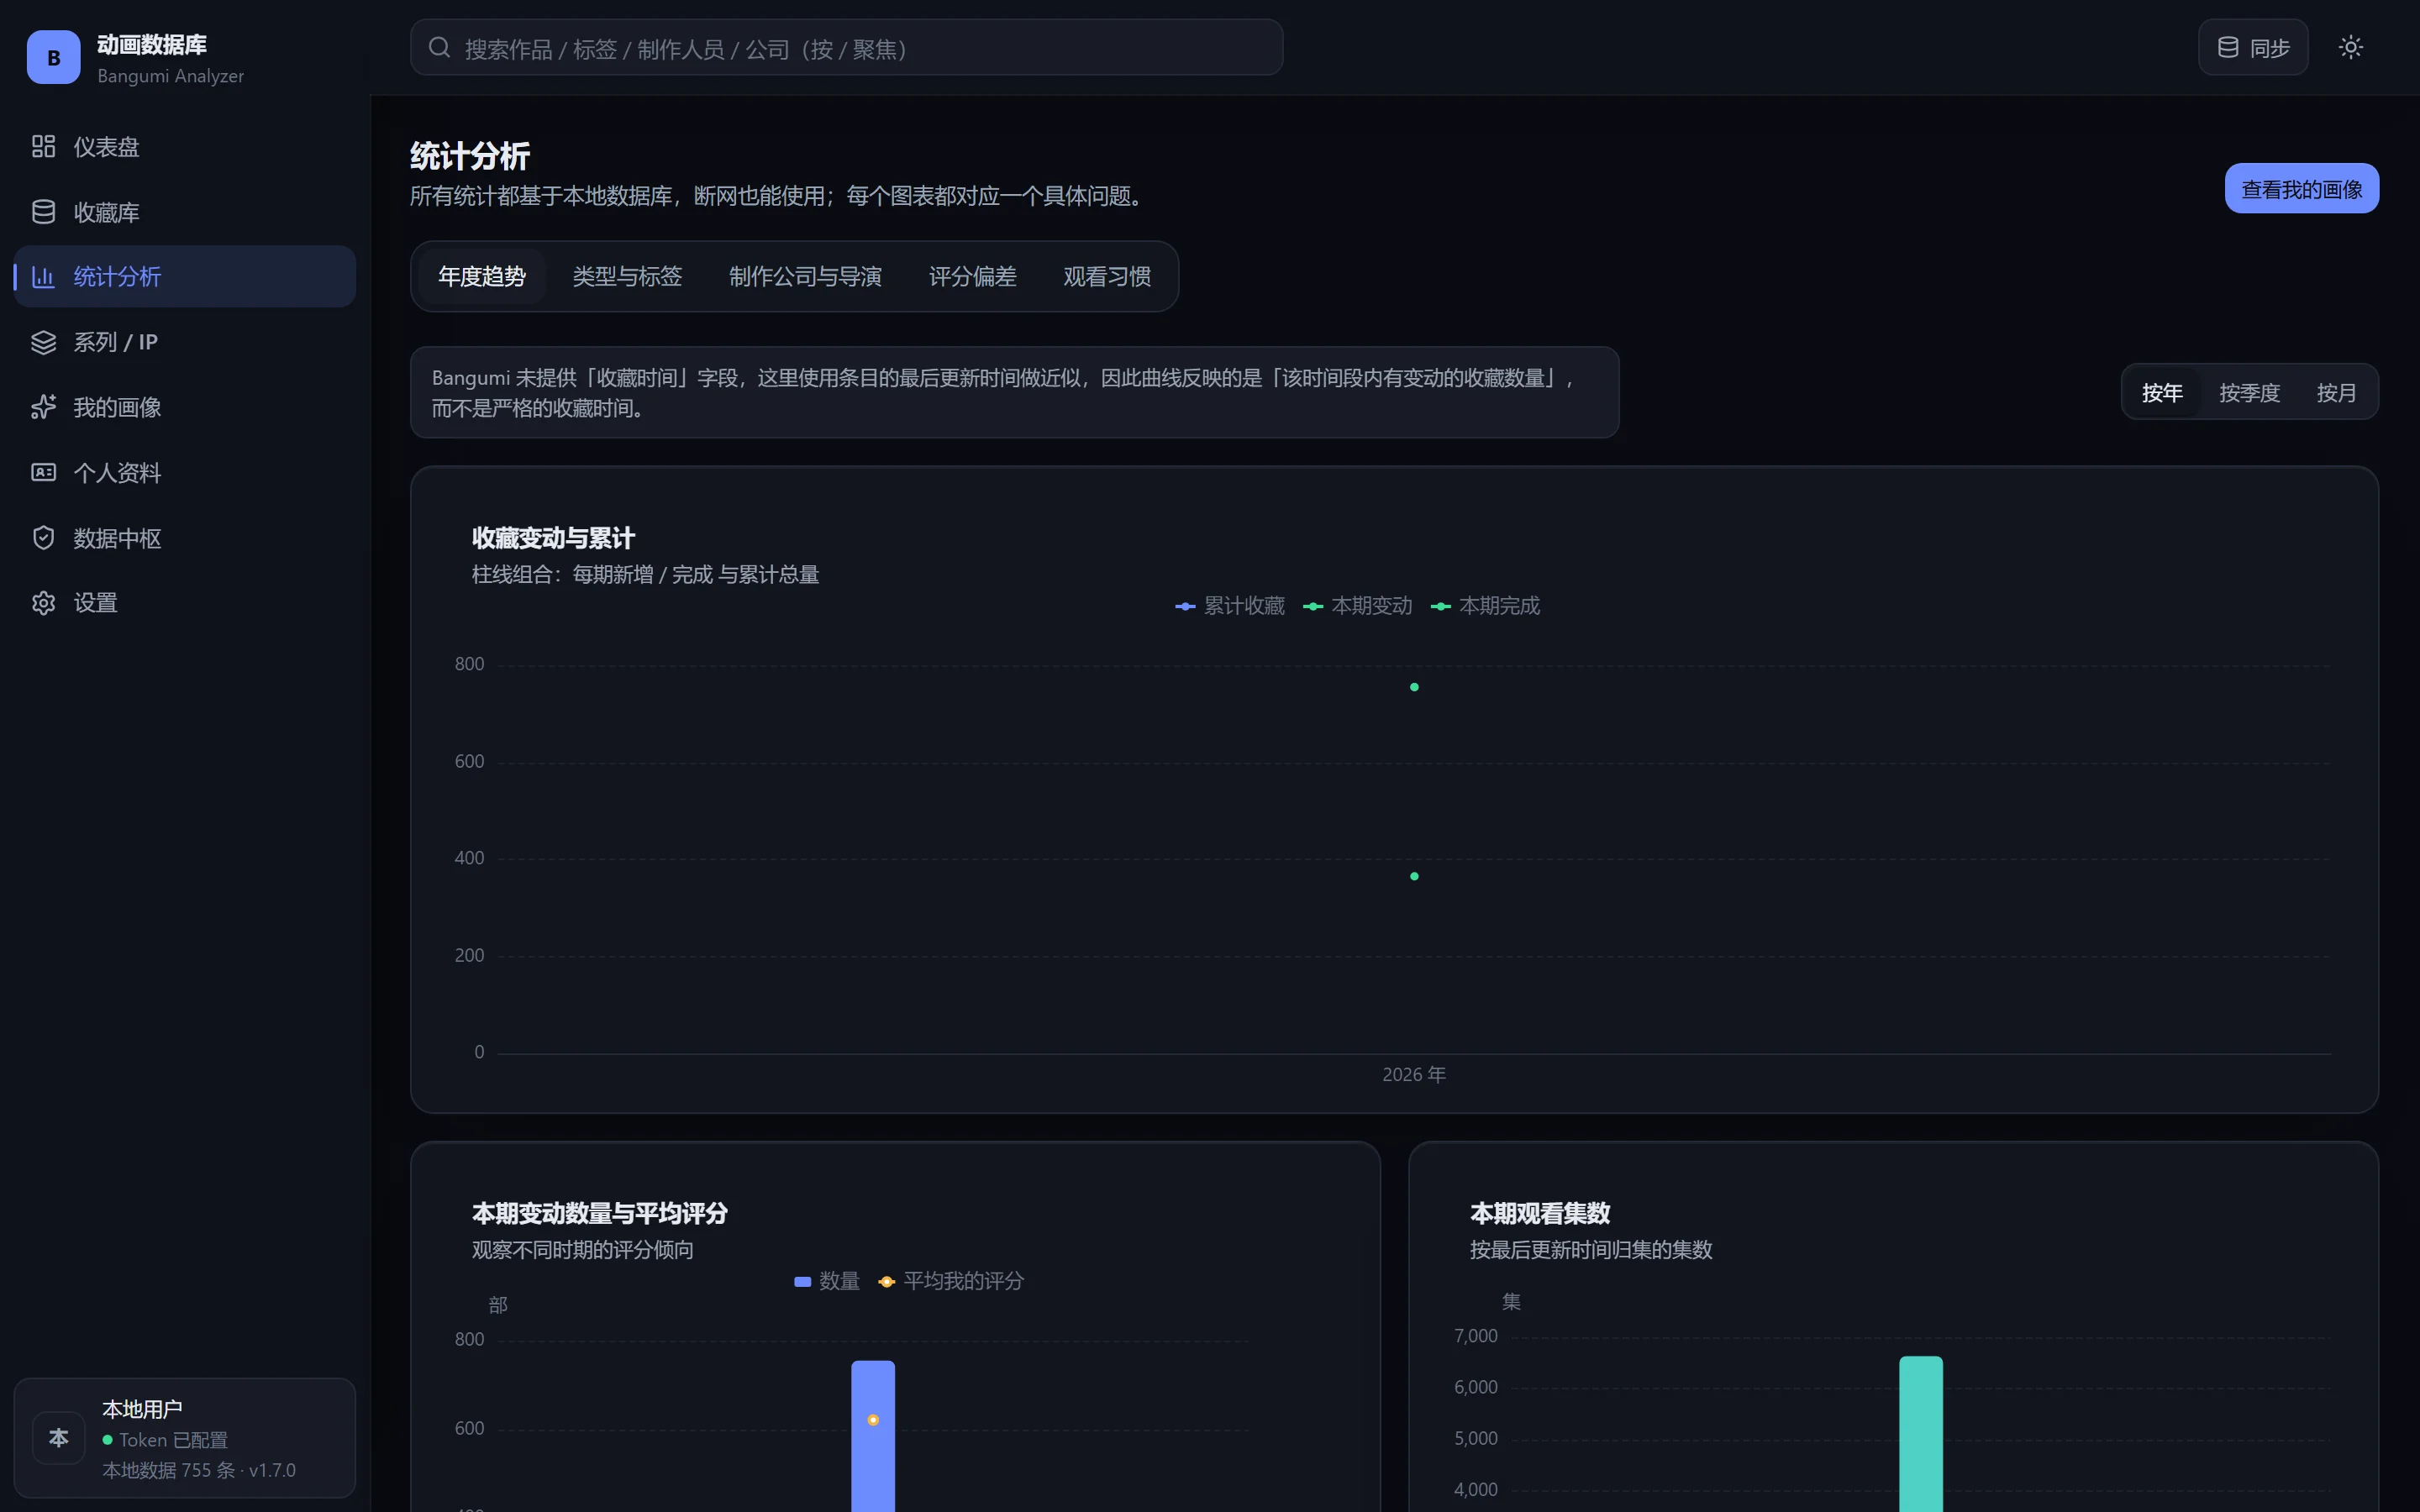 B
动画数据库
Bangumi Analyzer
搜索作品 / 标签 / 制作人员 / 公司（按 / 聚焦）
同步
仪表盘
收藏库
统计分析
系列 / IP
我的画像
个人资料
数据中枢
设置
统计分析
所有统计都基于本地数据库，断网也能使用；每个图表都对应一个具体问题。
查看我的画像
年度趋势
类型与标签
制作公司与导演
评分偏差
观看习惯
Bangumi 未提供「收藏时间」字段，这里使用条目的最后更新时间做近似，因此曲线反映的是「该时间段内有变动的收藏数量」，
而不是严格的收藏时间。
按年
按季度
按月
收藏变动与累计
柱线组合：每期新增 / 完成 与累计总量
累计收藏
本期变动
本期完成
800
600
400
200
0
2026 年
本期变动数量与平均评分
观察不同时期的评分倾向
数量
平均我的评分
部
800
600
本期观看集数
按最后更新时间归集的集数
集
7,000
6,000
5,000
4,000
本
本地用户
Token 已配置
本地数据 755 条 · v1.7.0